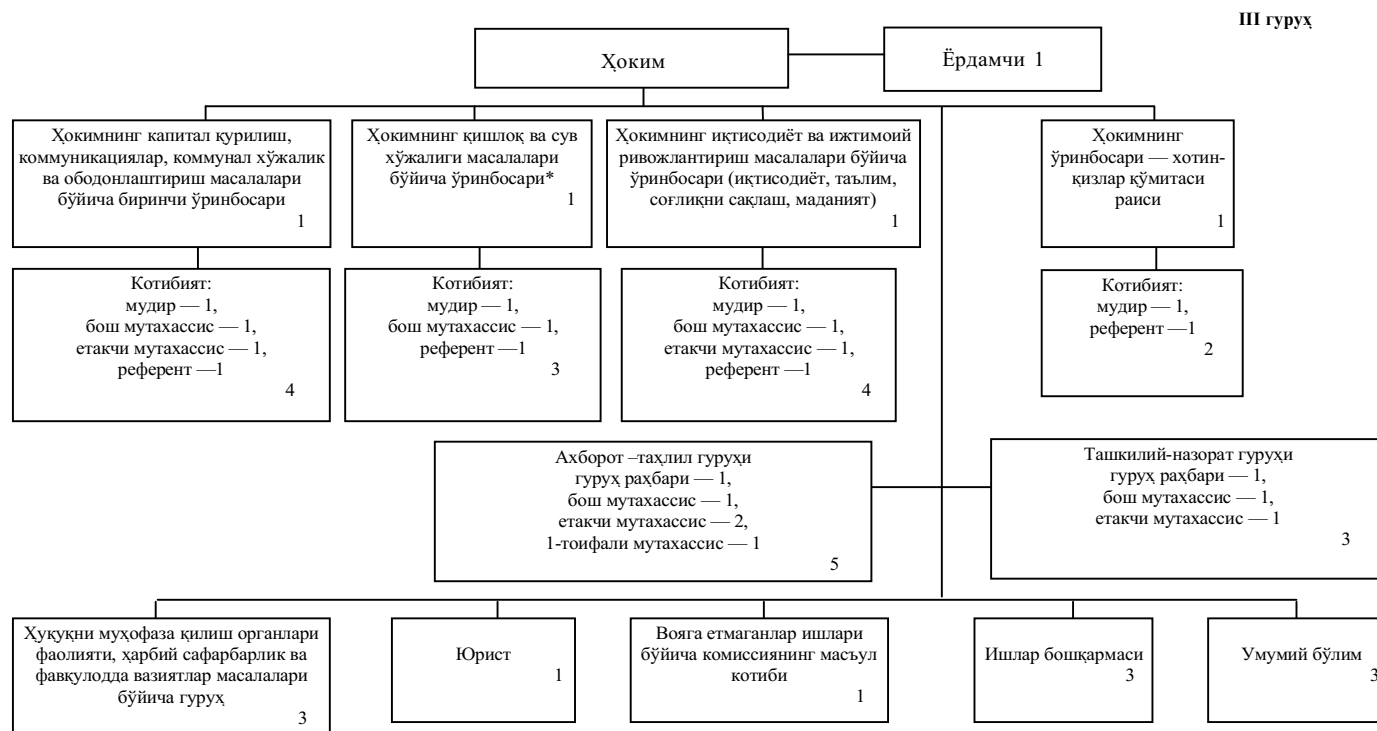 III гуруҳ
Ҳоким
Ёрдамчи 1
Ҳокимнинг капитал қурилиш,
коммуникациялар, коммунал хўжалик
ва ободонлаштириш масалалари
бўйича биринчи ўринбосари
1
Ҳокимнинг қишлоқ ва сув
хўжалиги масалалари
бўйича ўринбосари*
1
Ҳокимнинг иқтисодиёт ва ижтимоий
ривожлантириш масалалари бўйича
ўринбосари (иқтисодиёт, таълим,
соғлиқни сақлаш, маданият)
1
Ҳокимнинг
ўринбосари — хотин-
қизлар қўмитаси
раиси
1
Котибият:
мудир — 1,
бош мутахассис — 1,
етакчи мутахассис — 1,
референт —1
4
Котибият:
мудир — 1,
бош мутахассис — 1,
референт —1
3
Котибият:
мудир — 1,
бош мутахассис — 1,
етакчи мутахассис — 1,
референт —1
4
Котибият:
мудир — 1,
референт —1
2
Ахборот –таҳлил гуруҳи
гуруҳ раҳбари — 1,
бош мутахассис — 1,
етакчи мутахассис — 2,
1-тоифали мутахассис — 1
5
Ташкилий-назорат гуруҳи
гуруҳ раҳбари — 1,
бош мутахассис — 1,
етакчи мутахассис — 1
3
Ҳуқуқни муҳофаза қилиш органлари
фаолияти, ҳарбий сафарбарлик ва
фавқулодда вазиятлар масалалари
бўйича гуруҳ
3
Юрист
1
Вояга етмаганлар ишлари
бўйича комиссиянинг масъул
котиби
1
Ишлар бошқармаси
3
Умумий бўлим
3